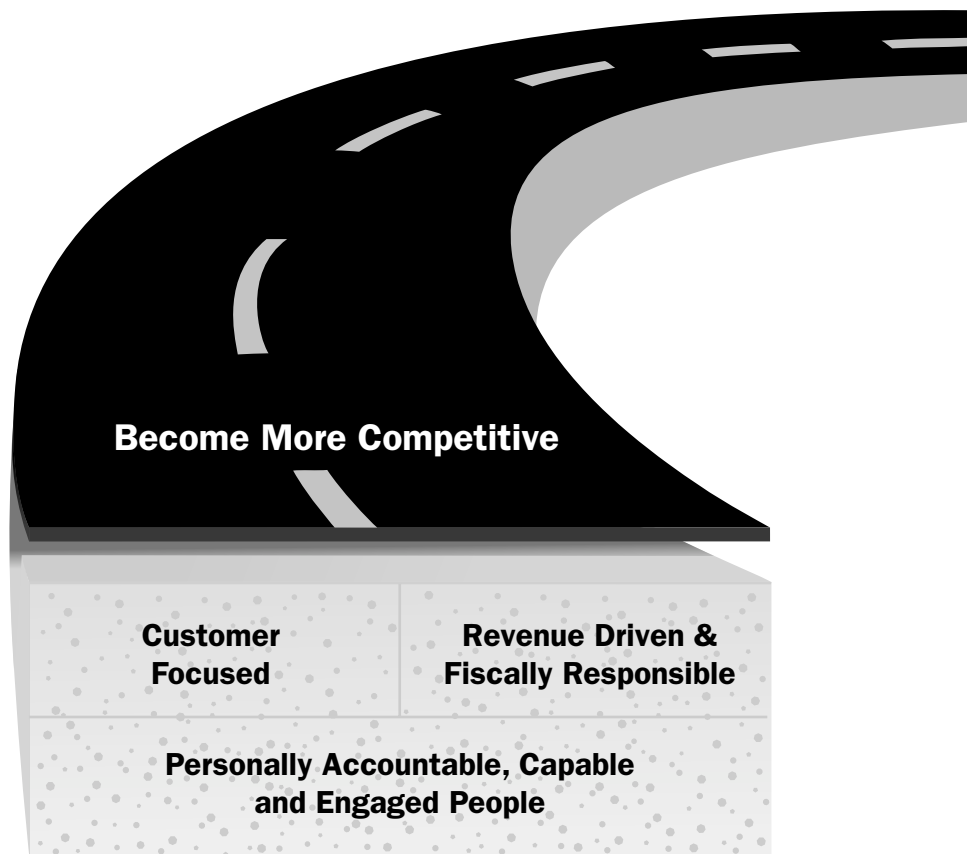 Become More Competitive
Customer
Focused
Revenue Driven &
Fiscally Responsible
Personally Accountable, Capable
and Engaged People